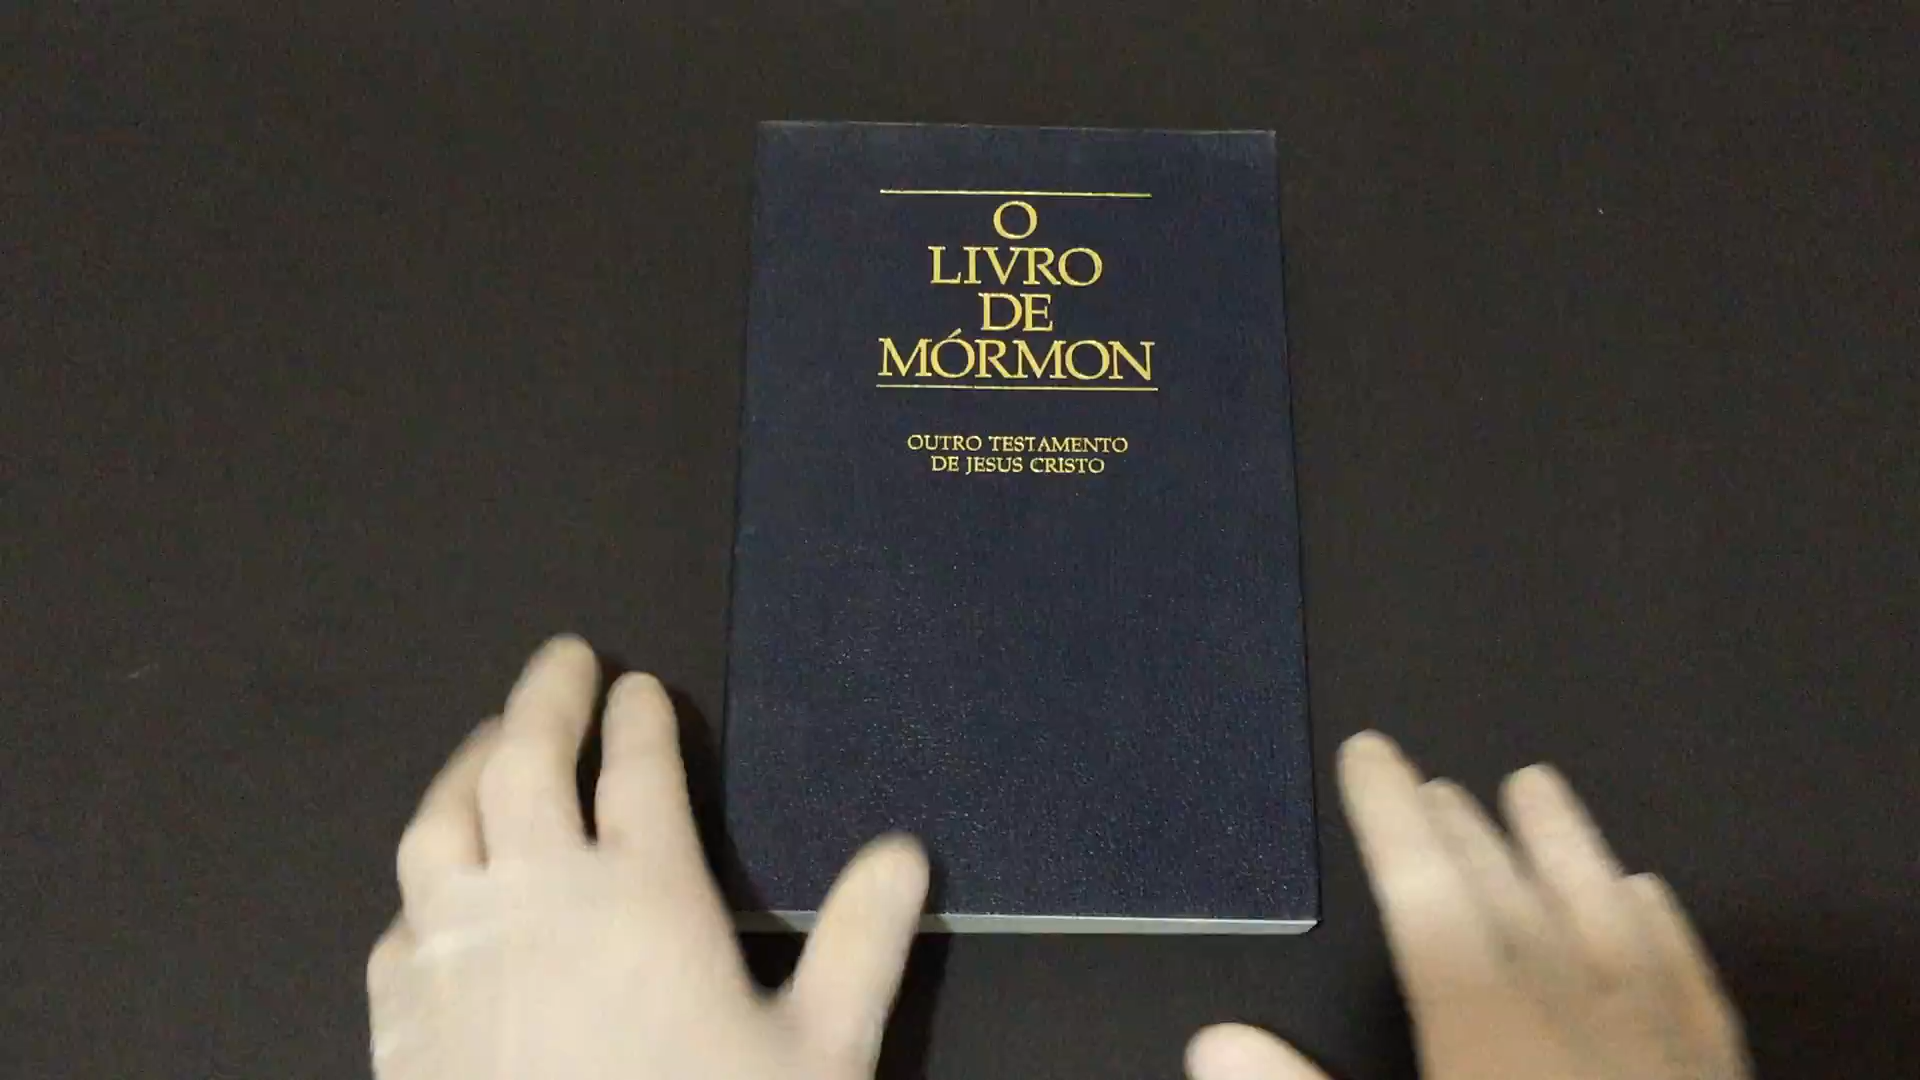 O
LIVRO
DE
MÓRMON
OUTRO TESTAMENTO
DE JESUS CRISTO